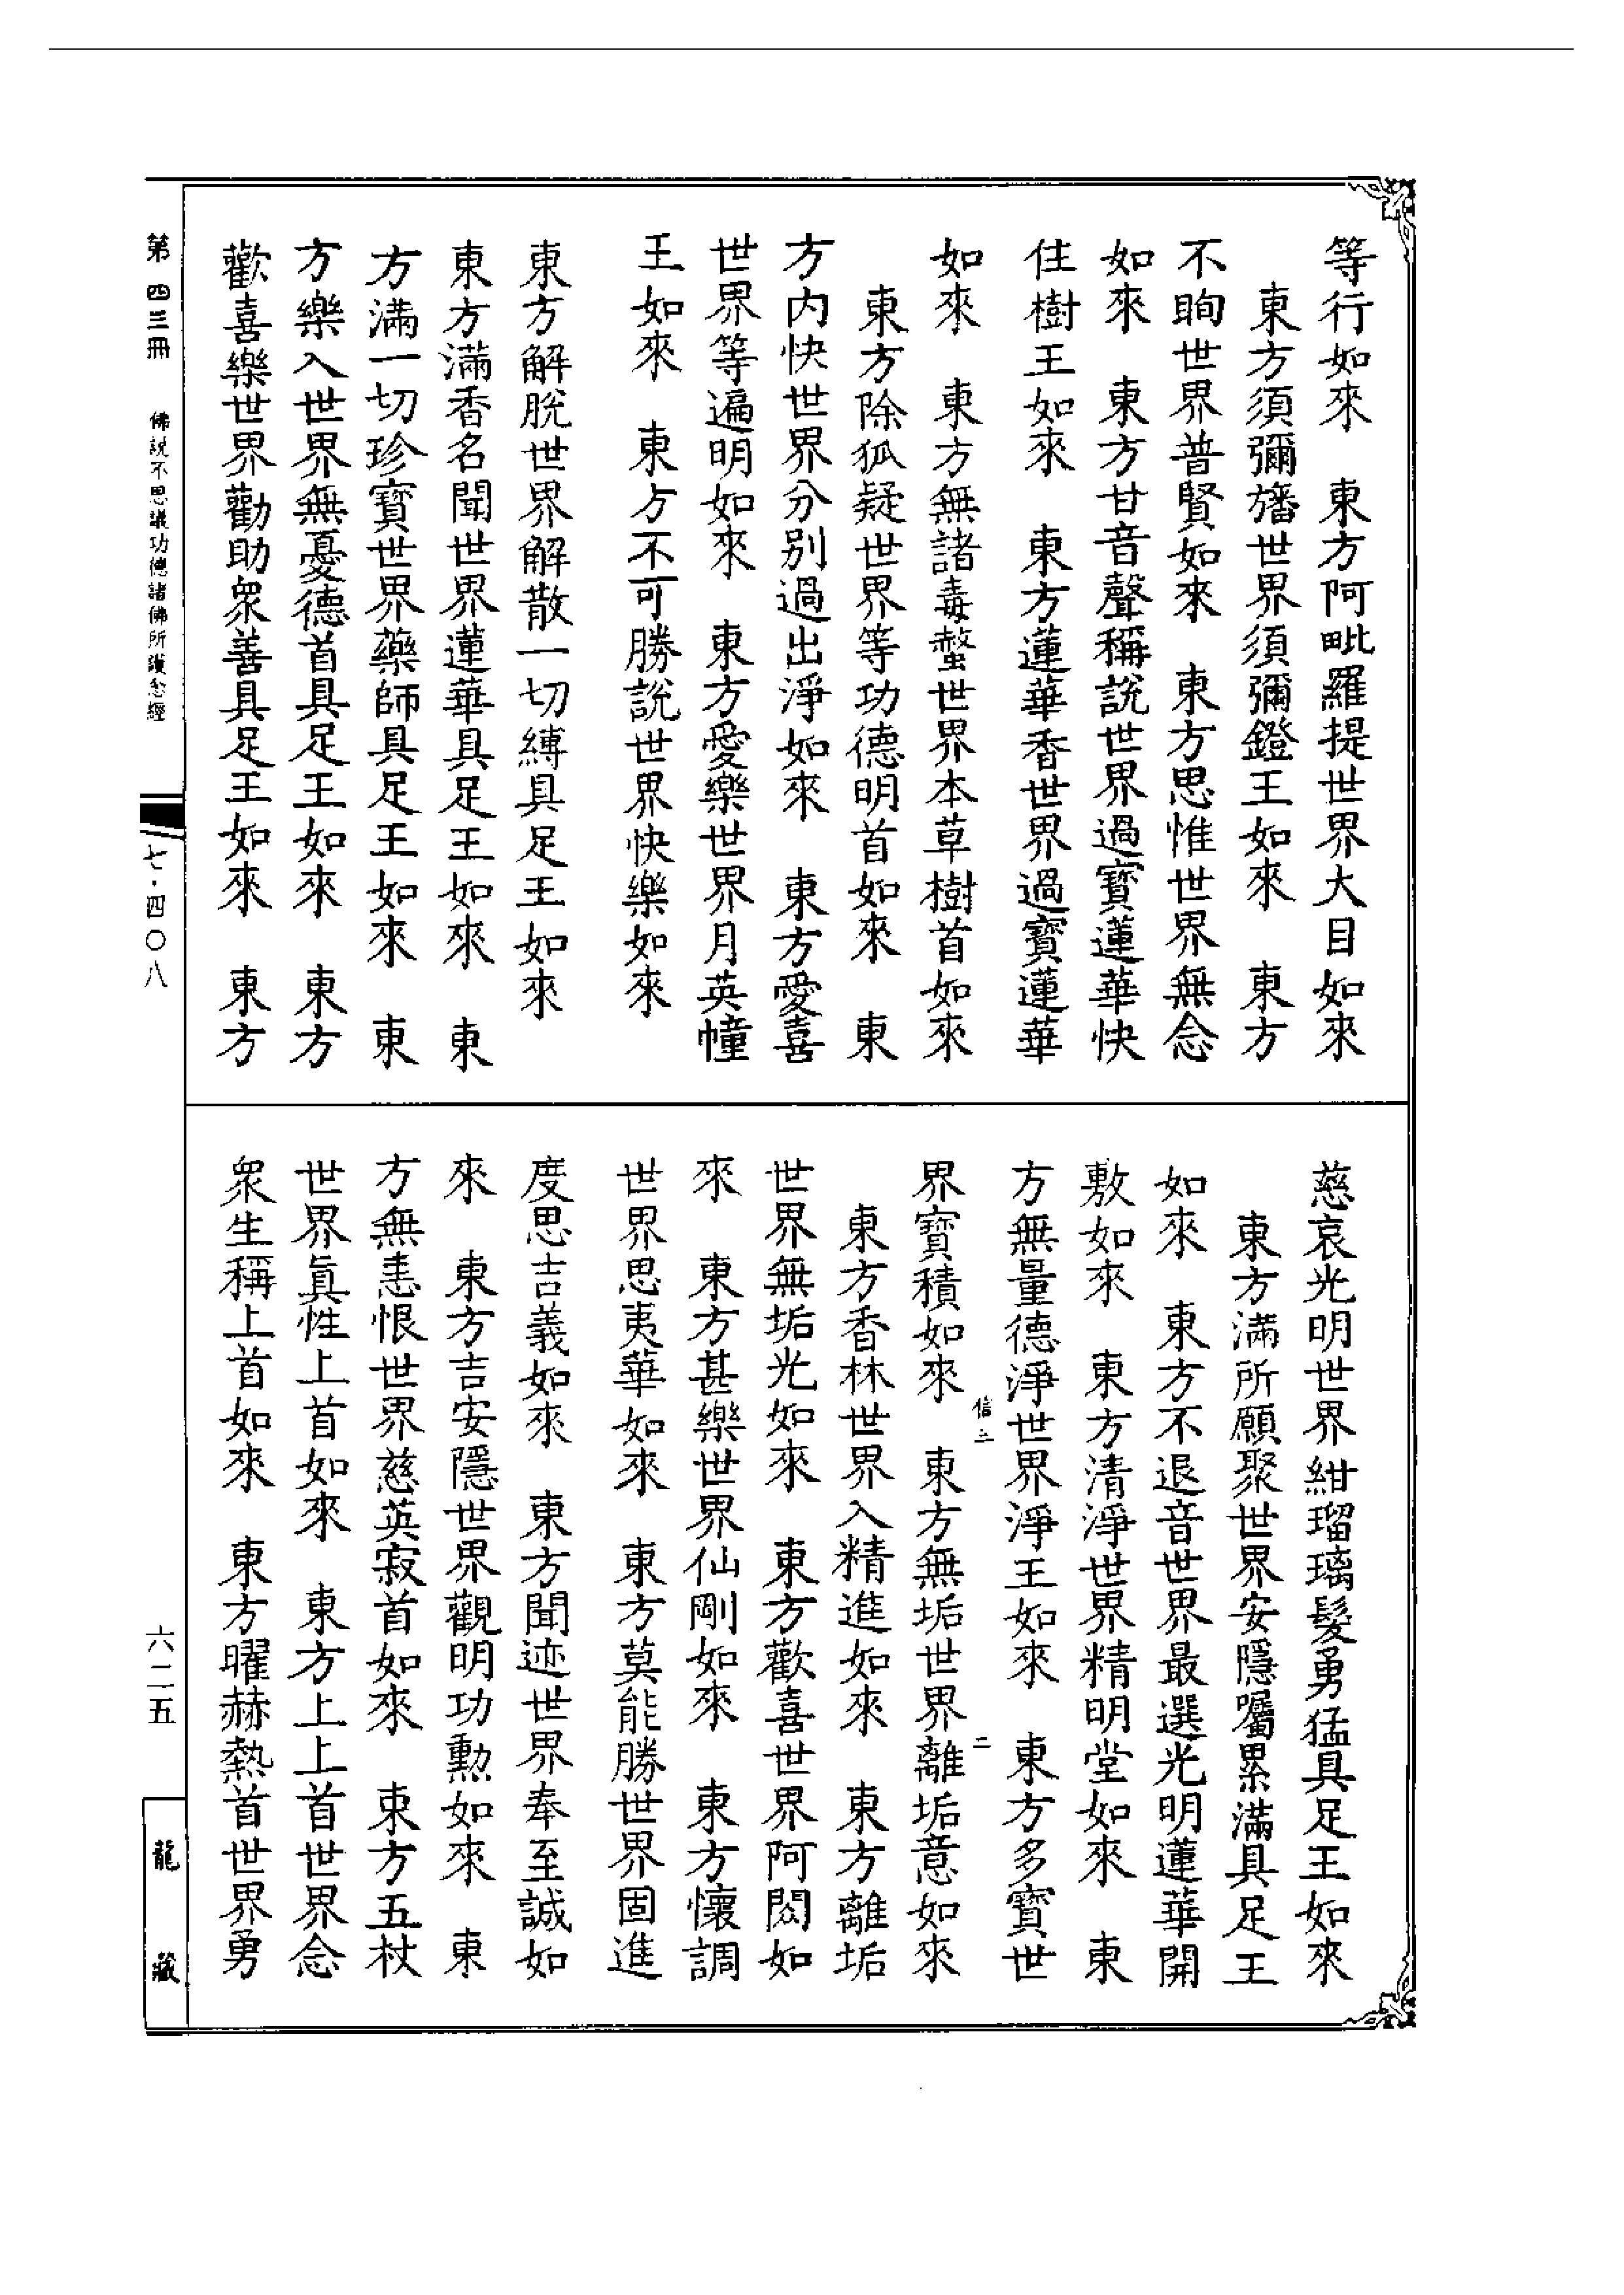 等行如來　東方阿毗羅提世界大目如來
東方須彌旛世界須彌鐙王如來　東方
不眴世界普賢如來　東方思惟世界無念
如來　東方甘音聲稱說世界過寶蓮華快
住樹王如來　東方蓮華香世界過寶蓮華
如來　東方無諸毒螫世界本草樹首如來
東方除狐疑世界等功德明首如來　東
方内快世界分别過出淨如來　東方愛喜
世界等遍明如來　東方愛樂世界月英幢
王如來　東方不可勝說世界快樂如來
東方解脫世界解散一切縛具足王如來
東方滿香名聞世界蓮華具足王如來　東
方滿一切珍寶世界藥師具足王如來　東
方樂入世界無憂德首具足王如來　東方
歡喜樂世界勸助衆善具足王如來　東方
慈哀光明世界紺瑠璃髮勇猛具足王如來
東方滿所願聚世界安隱囑累滿具足王
如來　東方不退音世界最選光明蓮華開
敷如來　東方清淨世界精明堂如來　東
方無量德淨世界淨王如來　東方多寶世
界寶積如來　東方無垢世界離垢意如來
信三　二
東方香林世界入精進如來　東方離垢
世界無垢光如來　東方歡喜世界阿閦如
來　東方甚樂世界仙剛如來　東方懷調
世界思夷華如來　東方莫能勝世界固進
度思吉義如來　東方聞迹世界奉至誠如
來　東方吉安隱世界觀明功勲如來　東
方無恚恨世界慈英寂首如來　東方五杖
世界眞性上首如來　東方上上首世界念
衆生稱上首如來　東方曜赫熱首世界勇
第四三冊　佛説不思議功德諸佛所護念經
七·四〇八
六二五
龍藏